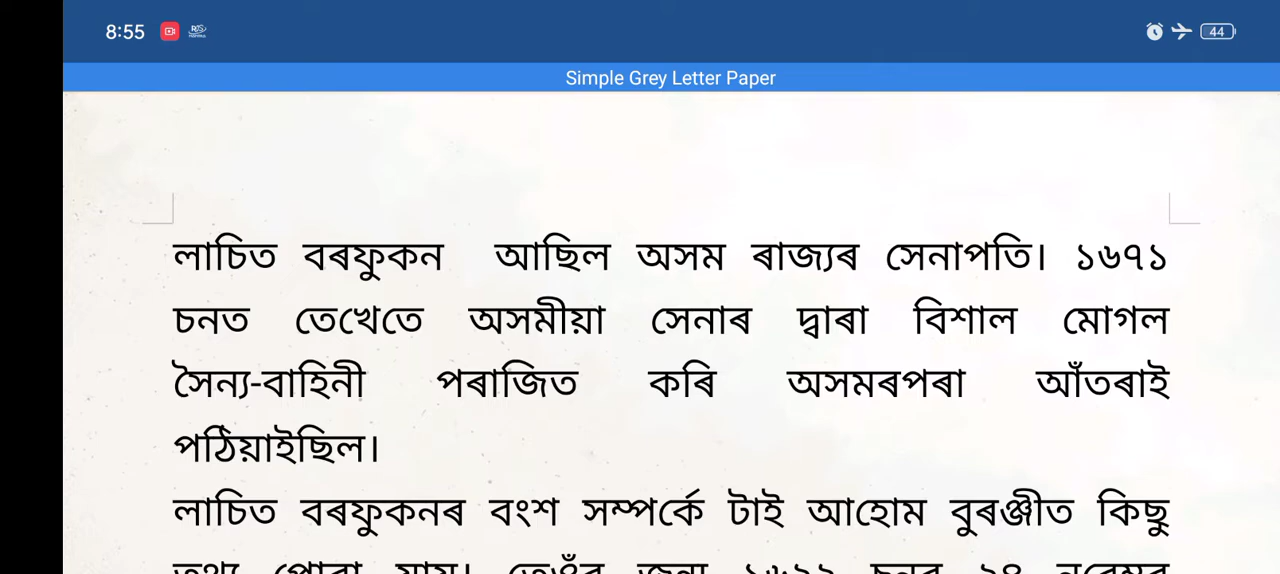 8:55
44
Simple Grey Letter Paper
লাচিত বৰফুকন আছিল অসম ৰাজ্যৰ সেনাপতি। ১৬৭১
চনত তেখেতে অসমীয়া সেনাৰ দ্বাৰা বিশাল মোগল
সৈন্য-বাহিনী পৰাজিত কৰি অসমৰপৰা আঁতৰাই
পঠিয়াইছিল।
লাচিত বৰফুকনৰ বংশ সম্পৰ্কে টাই আহোম বুৰঞ্জীত কিছু